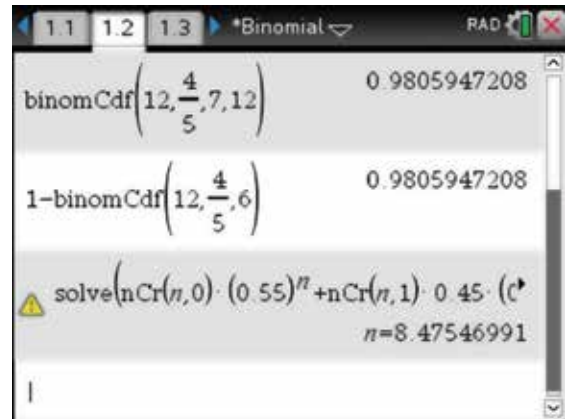 1.1 1.2 1.3 *Binomial RAD
binomCdf(12,4/5,7,12) 0.9805947208
1−binomCdf(12,4/5,6) 0.9805947208
solve(nCr(n,0)·(0.55)ⁿ+nCr(n,1)·0.45·(0
n=8.47546991